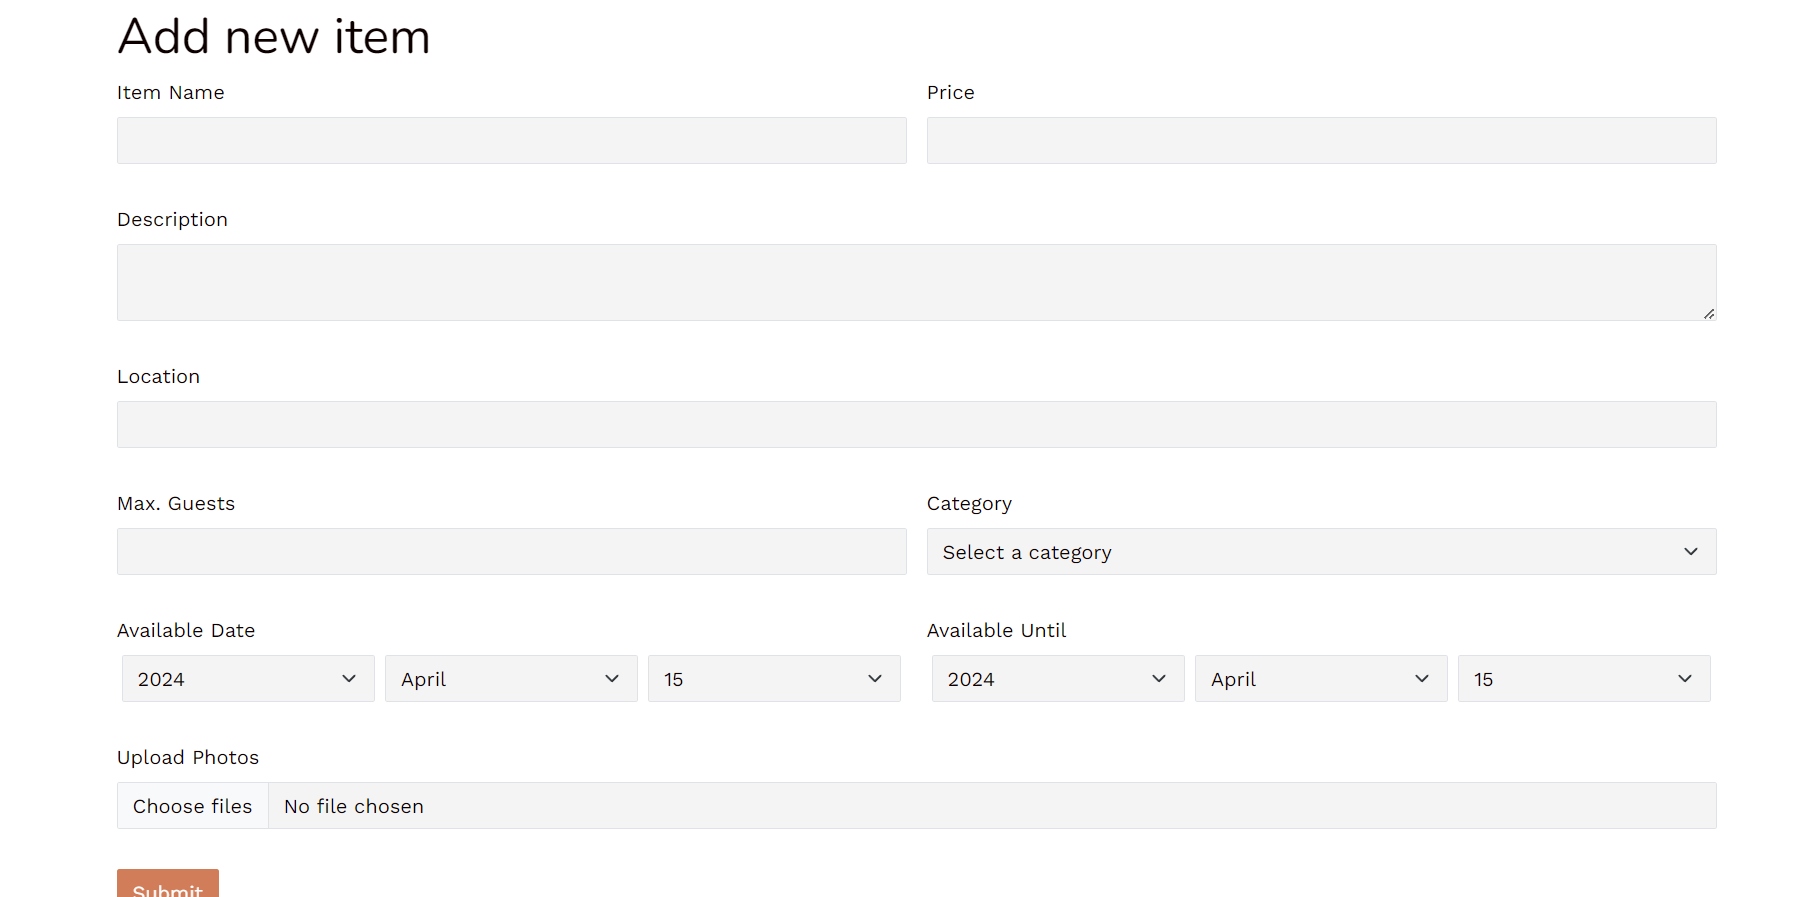 Add new item
Item Name
Price
Description
Location
Max. Guests
Category
Select a category
Available Date
Available Until
2024 April 15
2024 April 15
Upload Photos
Choose files No file chosen
Submit